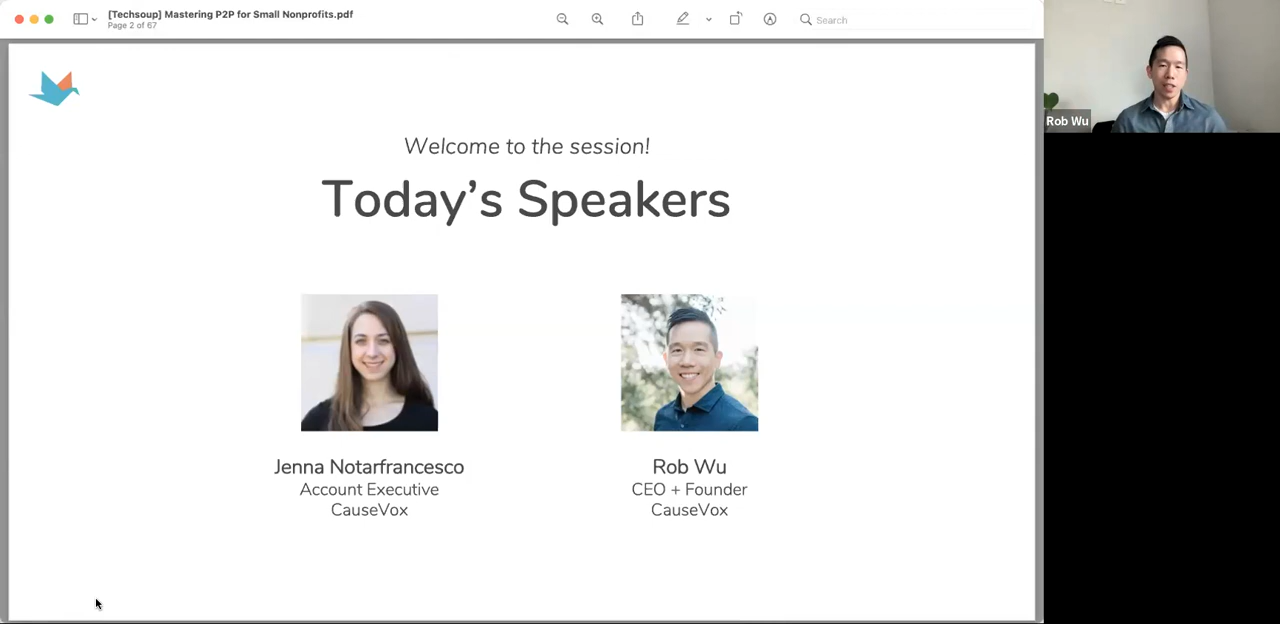 [Techsoup] Mastering P2P for Small Nonprofits.pdf
Page 2 of 67
Search
Rob Wu
Welcome to the session!
Today’s Speakers
Jenna Notarfrancesco
Account Executive
CauseVox
Rob Wu
CEO + Founder
CauseVox